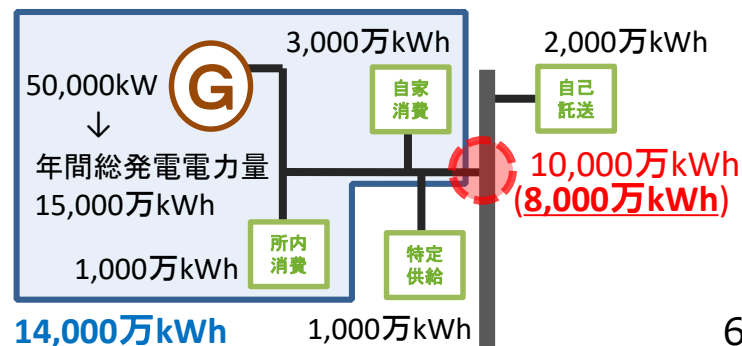 3,000万kWh
2,000万kWh
50,000kW
G
自家
消費
自己
託送
↓
年間総発電電力量
15,000万kWh
10,000万kWh
(8,000万kWh)
所内
消費
1,000万kWh
特定
供給
14,000万kWh
1,000万kWh
6